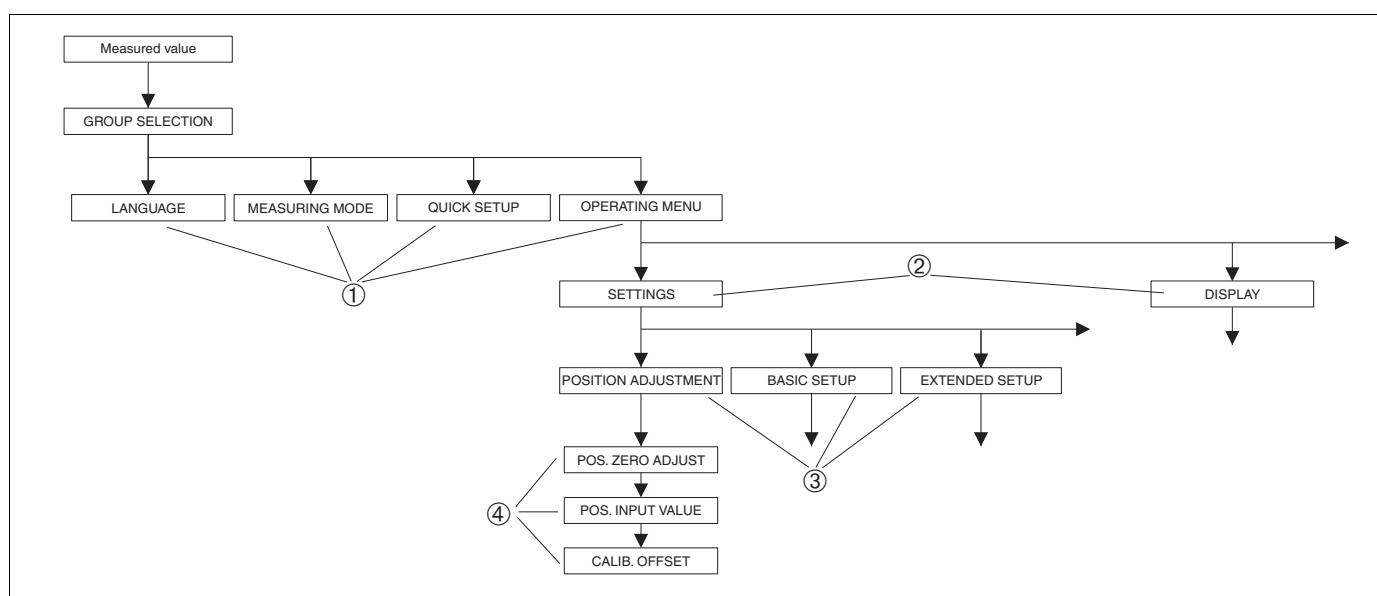 Measured value
GROUP SELECTION
LANGUAGE
MEASURING MODE
QUICK SETUP
OPERATING MENU
①
②
SETTINGS
DISPLAY
POSITION ADJUSTMENT
BASIC SETUP
EXTENDED SETUP
POS. ZERO ADJUST
③
④
POS. INPUT VALUE
CALIB. OFFSET